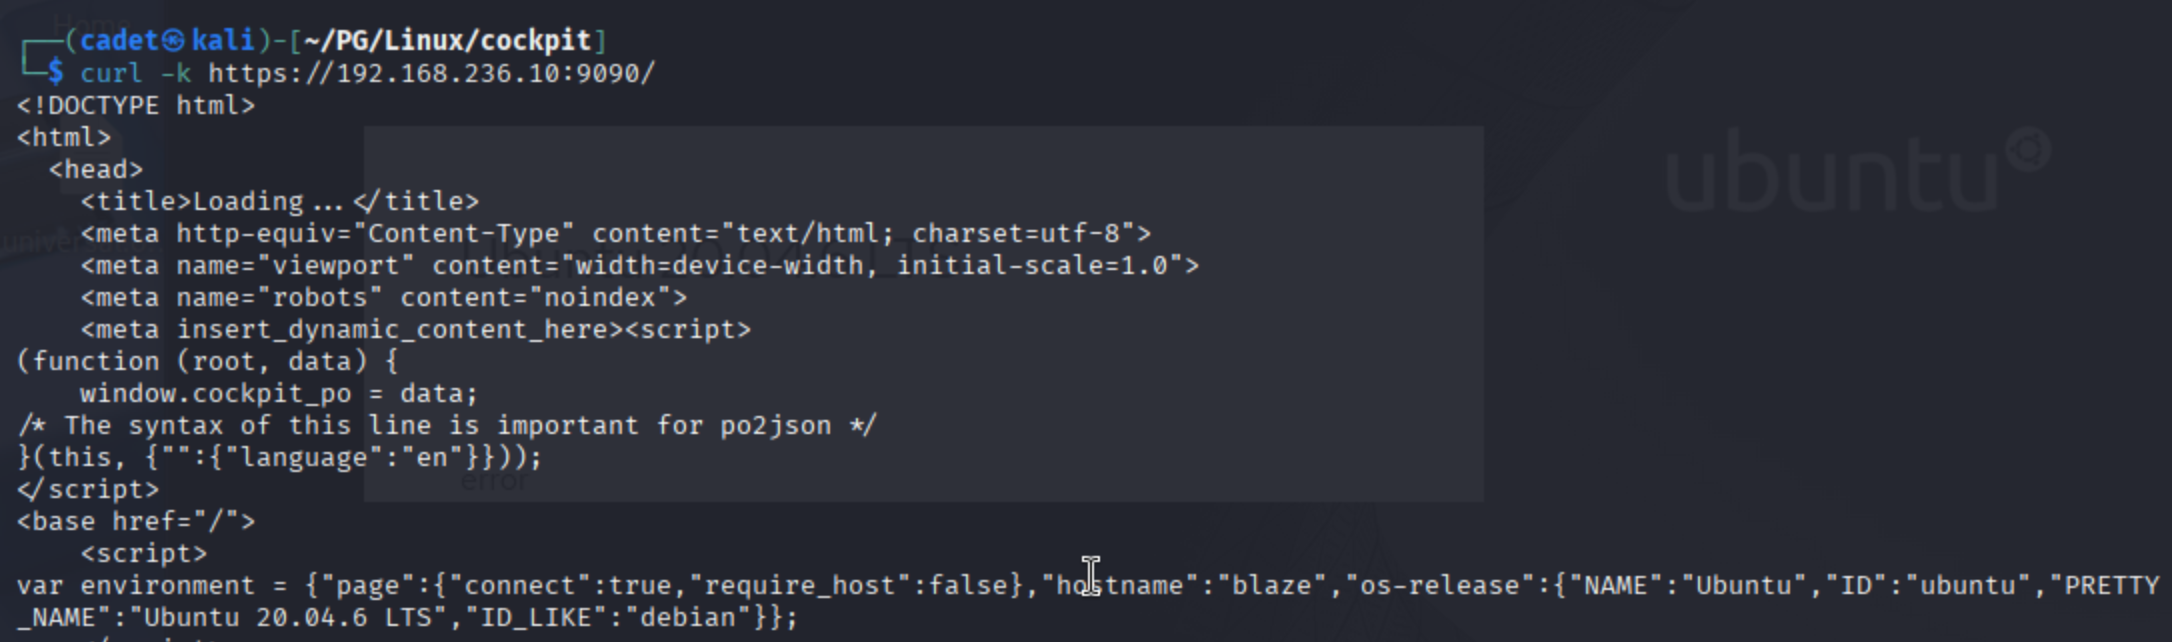 Home
┌──(cadet㉿kali)-[~/PG/Linux/cockpit]
└─$ curl -k https://192.168.236.10:9090/
<!DOCTYPE html>
<html>
  <head>
    <title>Loading...</title>
    <meta http-equiv="Content-Type" content="text/html; charset=utf-8">
    <meta name="viewport" content="width=device-width, initial-scale=1.0">
    <meta name="robots" content="noindex">
    <meta insert_dynamic_content_here><script>
(function (root, data) {
    window.cockpit_po = data;
/* The syntax of this line is important for po2json */
}(this, {"":{"language":"en"}}));
</script>
<base href="/">
    <script>
var environment = {"page":{"connect":true,"require_host":false},"hostname":"blaze","os-release":{"NAME":"Ubuntu","ID":"ubuntu","PRETTY
_NAME":"Ubuntu 20.04.6 LTS","ID_LIKE":"debian"}};
ubuntu
error